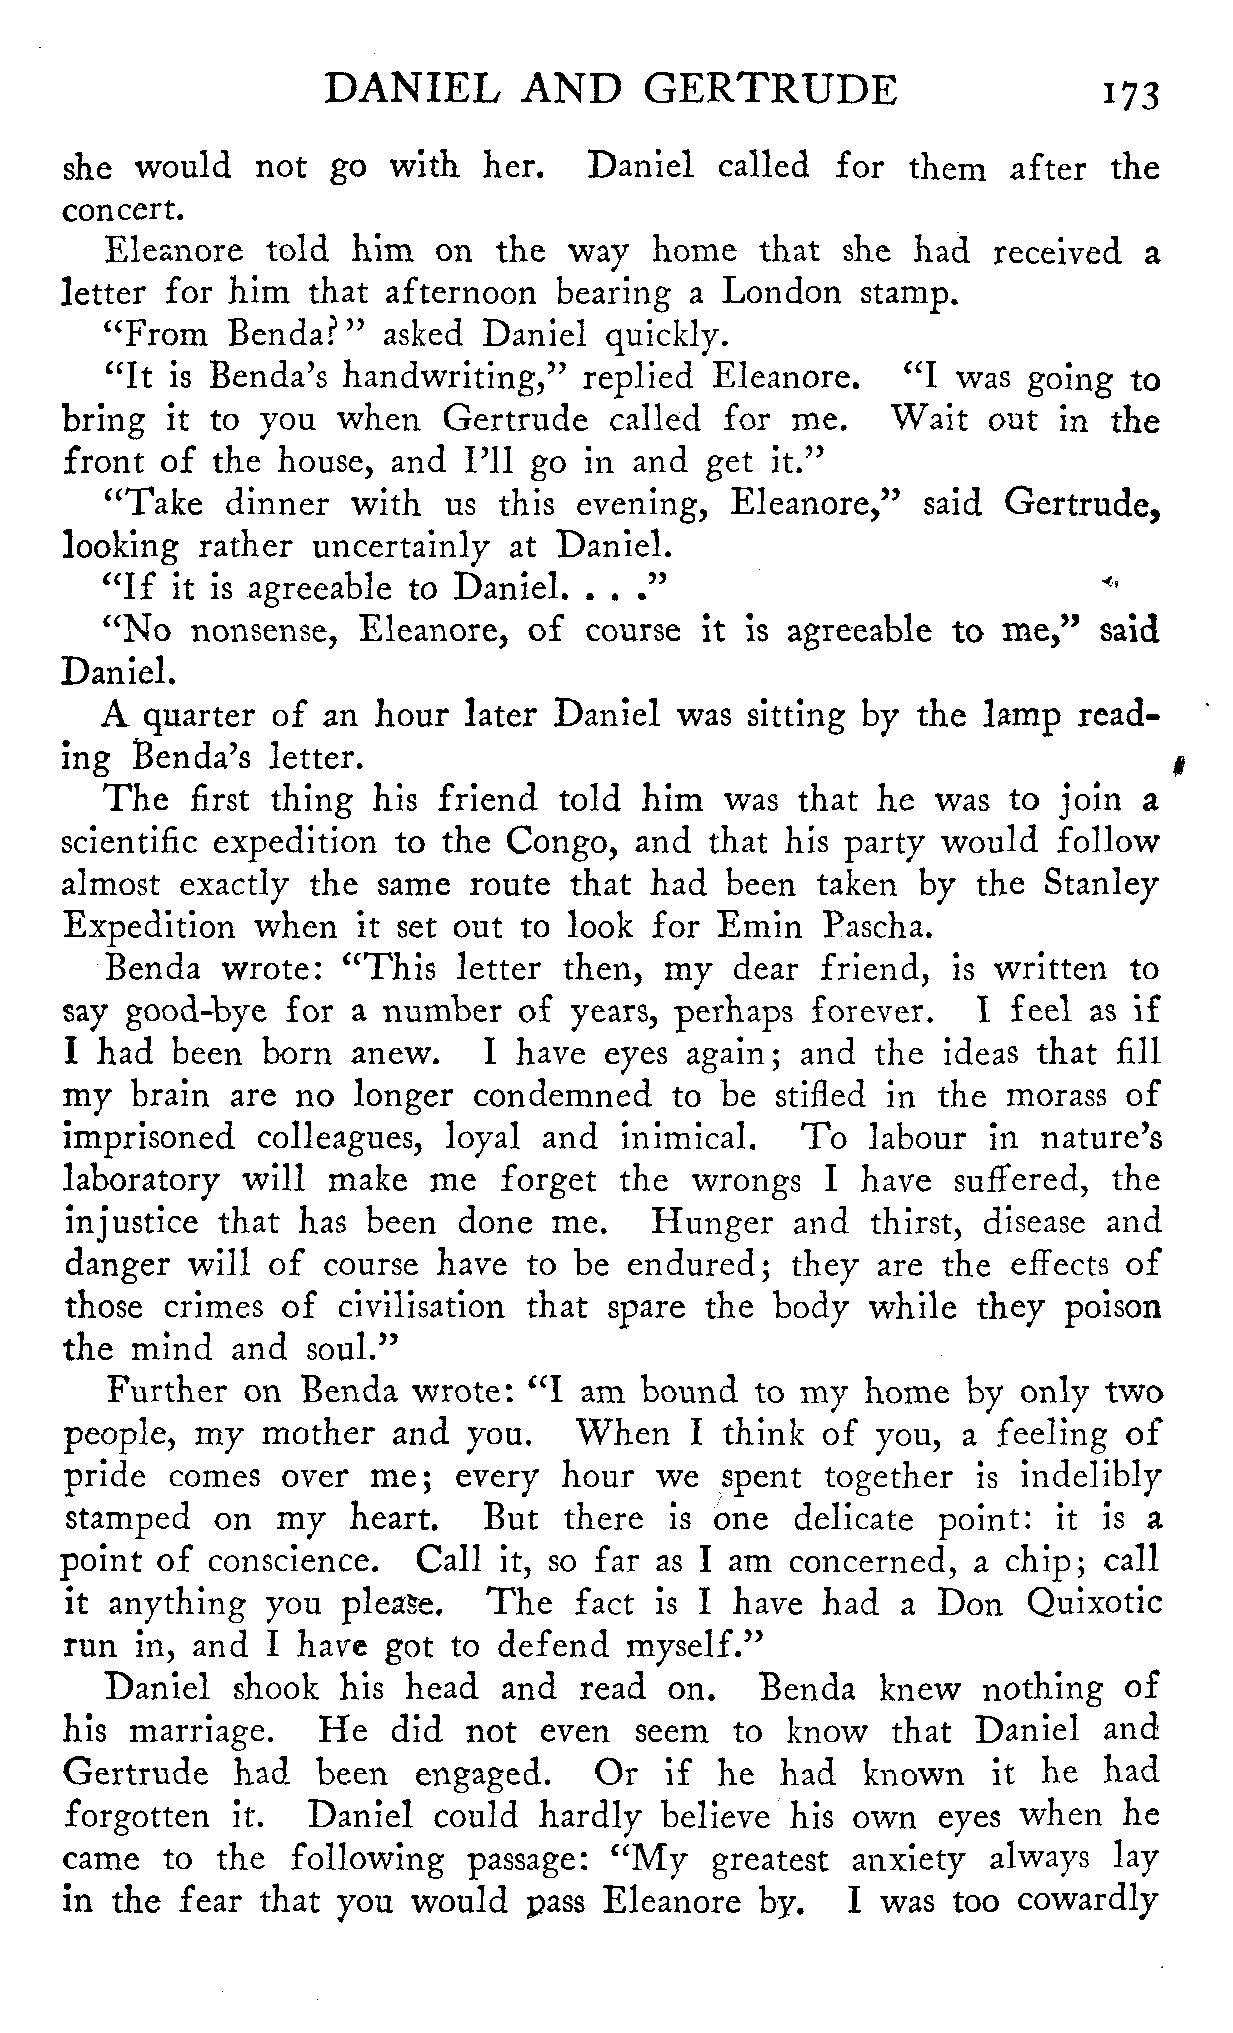 DANIEL AND GERTRUDE 173
she would not go with her. Daniel called for them after the
concert.
Eleanore told him on the way home that she had received a
letter for him that afternoon bearing a London stamp.
“From Benda?” asked Daniel quickly.
“It is Benda’s handwriting,” replied Eleanore. “I was going to
bring it to you when Gertrude called for me. Wait out in the
front of the house, and I’ll go in and get it.”
“Take dinner with us this evening, Eleanore,” said Gertrude,
looking rather uncertainly at Daniel.
“If it is agreeable to Daniel. . . .”
“No nonsense, Eleanore, of course it is agreeable to me,” said
Daniel.
A quarter of an hour later Daniel was sitting by the lamp read-
ing Benda’s letter.
The first thing his friend told him was that he was to join a
scientific expedition to the Congo, and that his party would follow
almost exactly the same route that had been taken by the Stanley
Expedition when it set out to look for Emin Pascha.
Benda wrote: “This letter then, my dear friend, is written to
say good-bye for a number of years, perhaps forever. I feel as if
I had been born anew. I have eyes again; and the ideas that fill
my brain are no longer condemned to be stifled in the morass of
imprisoned colleagues, loyal and inimical. To labour in nature’s
laboratory will make me forget the wrongs I have suffered, the
injustice that has been done me. Hunger and thirst, disease and
danger will of course have to be endured; they are the effects of
those crimes of civilisation that spare the body while they poison
the mind and soul.”
Further on Benda wrote: “I am bound to my home by only two
people, my mother and you. When I think of you, a feeling of
pride comes over me; every hour we spent together is indelibly
stamped on my heart. But there is one delicate point: it is a
point of conscience. Call it, so far as I am concerned, a chip; call
it anything you please. The fact is I have had a Don Quixotic
run in, and I have got to defend myself.”
Daniel shook his head and read on. Benda knew nothing of
his marriage. He did not even seem to know that Daniel and
Gertrude had been engaged. Or if he had known it he had
forgotten it. Daniel could hardly believe his own eyes when he
came to the following passage: “My greatest anxiety always lay
in the fear that you would pass Eleanore by. I was too cowardly